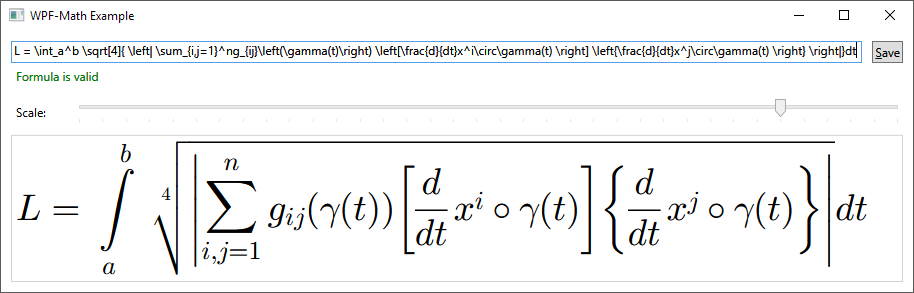 WPF-Math Example
L = \int_a^b \sqrt[4]{ \left| \sum_{i,j=1}^ng_{ij}\left(\gamma(t)\right) \left[\frac{d}{dt}x^i\circ\gamma(t) \right] \left{\frac{d}{dt}x^j\circ\gamma(t) \right} \right|}dt
Save
Formula is valid
Scale:
L = ∫_a^b ∜|∑_{i,j=1}^n g_{ij}(γ(t)) [d/dt x^i ∘ γ(t)] {d/dt x^j ∘ γ(t)}| dt